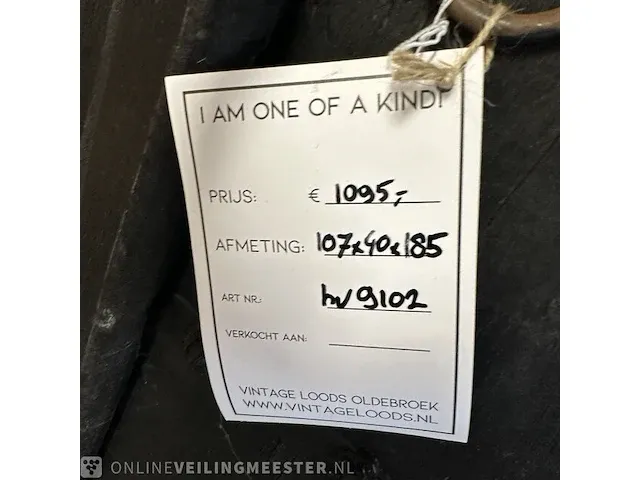 I AM ONE OF A KIND!
PRIJS: € 1095,-
AFMETING: 107x40x185
ART NR.: hv9102
VERKOCHT AAN:
VINTAGE LOODS OLDEBROEK
WWW.VINTAGELOODS.NL
ONLINEVEILINGMEESTER.NL